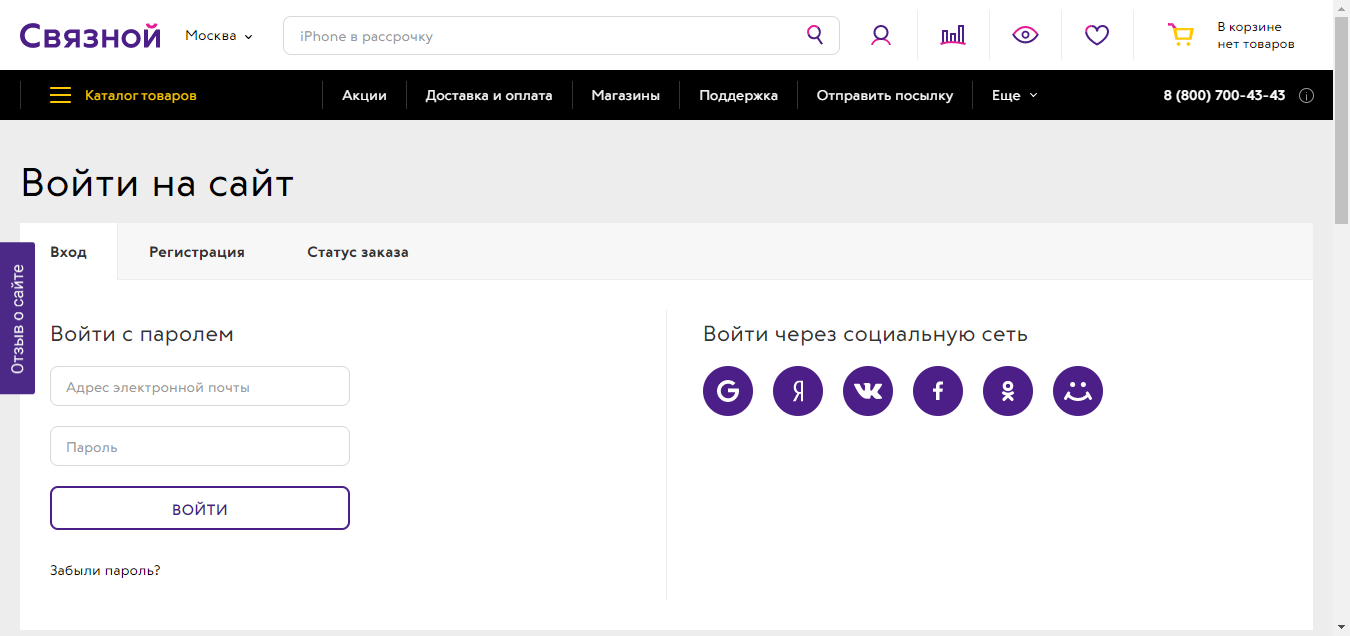 Связной
Москва
iPhone в рассрочку
В корзине
нет товаров
Каталог товаров
Акции
Доставка и оплата
Магазины
Поддержка
Отправить посылку
Еще
8 (800) 700-43-43
Войти на сайт
Вход
Регистрация
Статус заказа
Отзыв о сайте
Войти с паролем
Адрес электронной почты
Пароль
ВОЙТИ
Забыли пароль?
Войти через социальную сеть